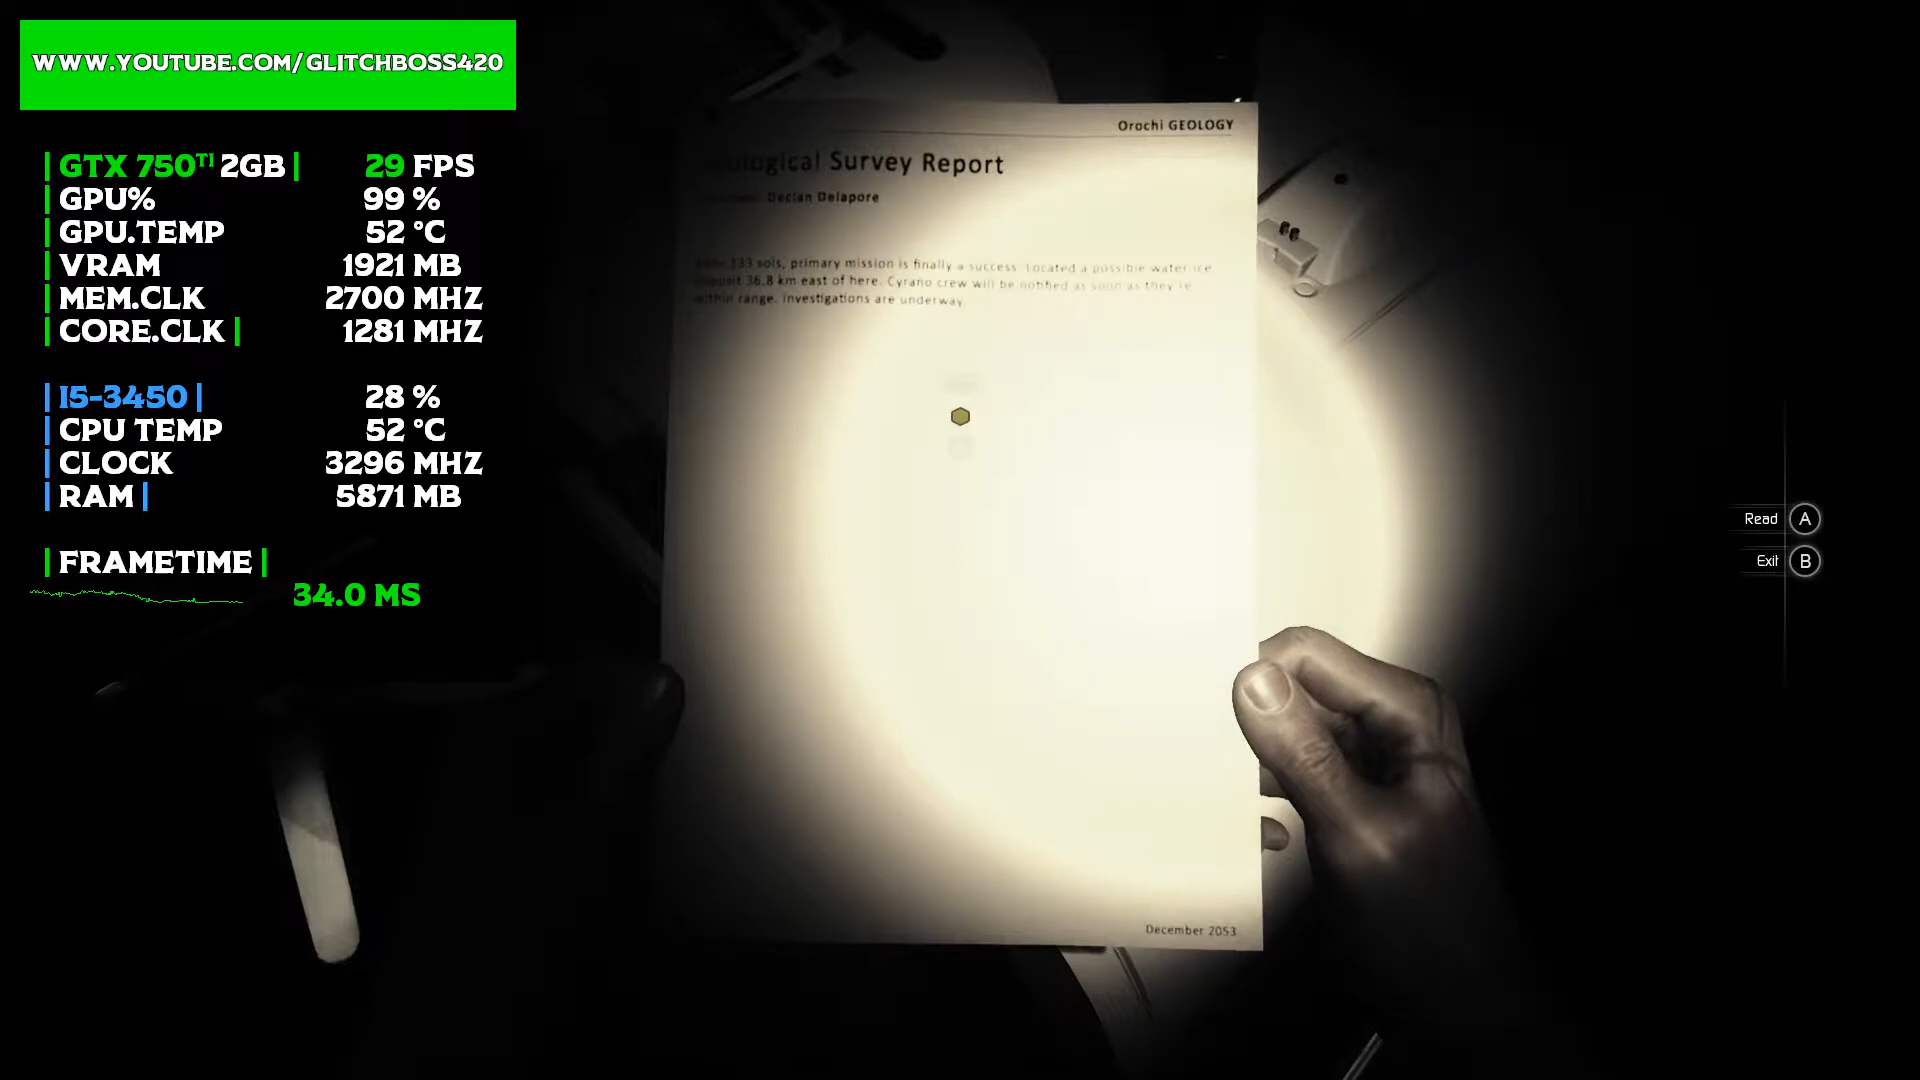 WWW.YOUTUBE.COM/GLITCHBOSS420
| GTX 750TI 2GB | 29 FPS
| GPU% 99 %
| GPU.TEMP 52 °C
| VRAM 1921 MB
| MEM.CLK 2700 MHZ
| CORE.CLK | 1281 MHZ
| I5-3450 | 28 %
| CPU TEMP 52 °C
| CLOCK 3296 MHZ
| RAM | 5871 MB
| FRAMETIME |
34.0 MS
Orochi GEOLOGY
Survey Report
Declan Delapore
333 sols, primary mission is finally a success. Located a possible water ice
deposit 36.8 km east of here. Cyrano crew will be notified as soon as they're
within range. Investigations are underway.
December 2053
Read A
Exit B